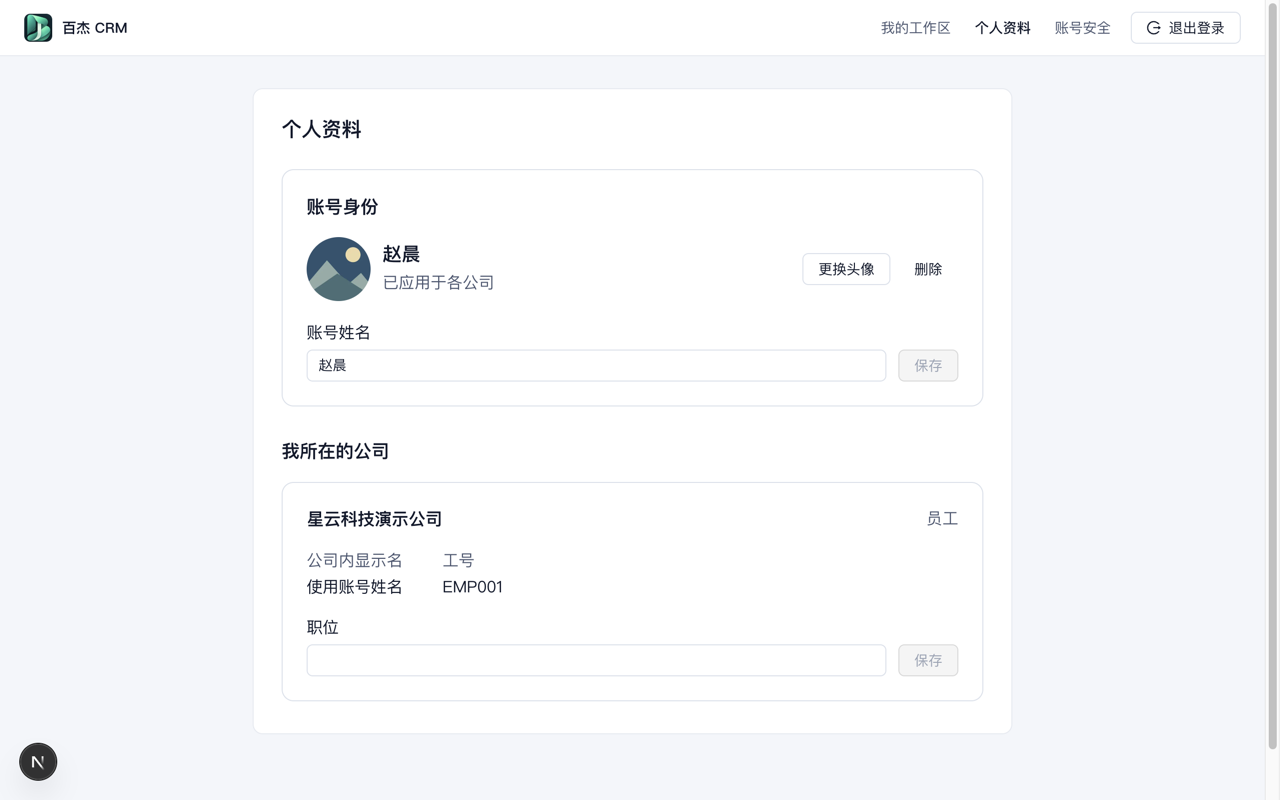 百杰 CRM
我的工作区
个人资料
账号安全
退出登录
个人资料
账号身份
赵晨
已应用于各公司
更换头像
删除
账号姓名
赵晨
保存
我所在的公司
星云科技演示公司
员工
公司内显示名
工号
使用账号姓名
EMP001
职位
保存
N